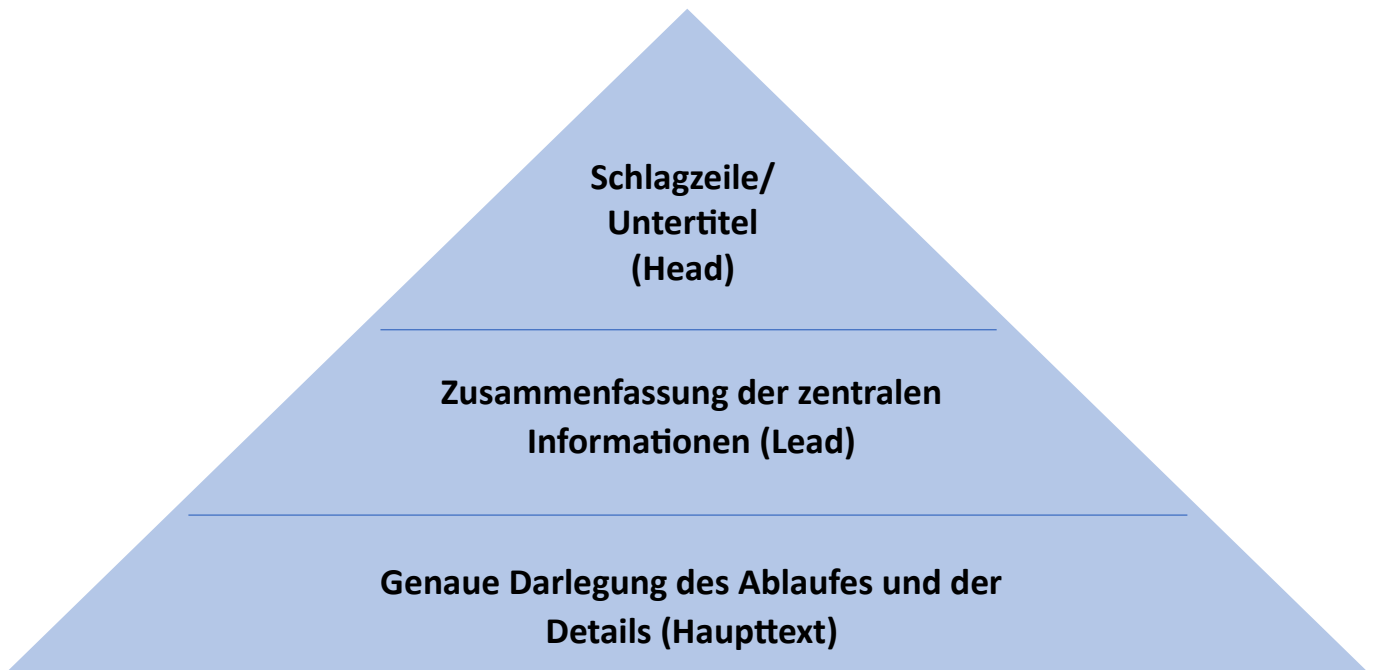 Schlagzeile/
Untertitel
(Head)
Zusammenfassung der zentralen
Informationen (Lead)
Genaue Darlegung des Ablaufes und der
Details (Haupttext)